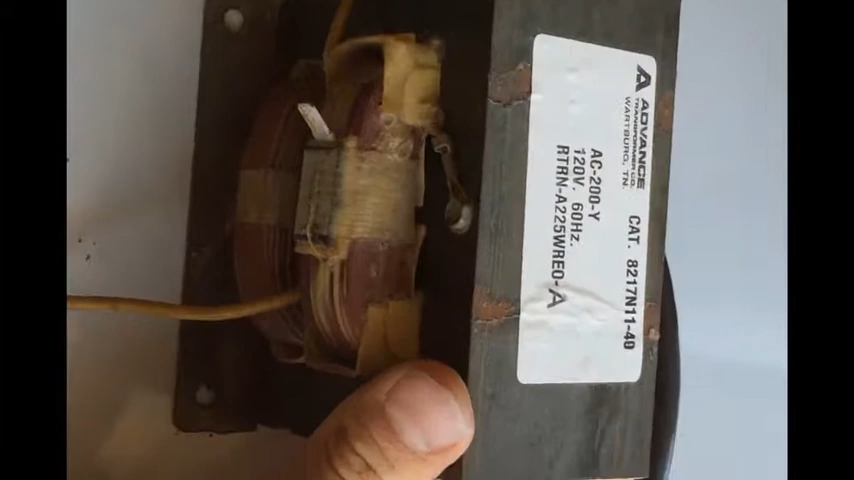 ADVANCE
TRANSFORMER CO.
WARTBURG, TN.
CAT. 8217N11-40
AC-200-Y
120V. 60Hz.
RTRN-A225WRE0-A